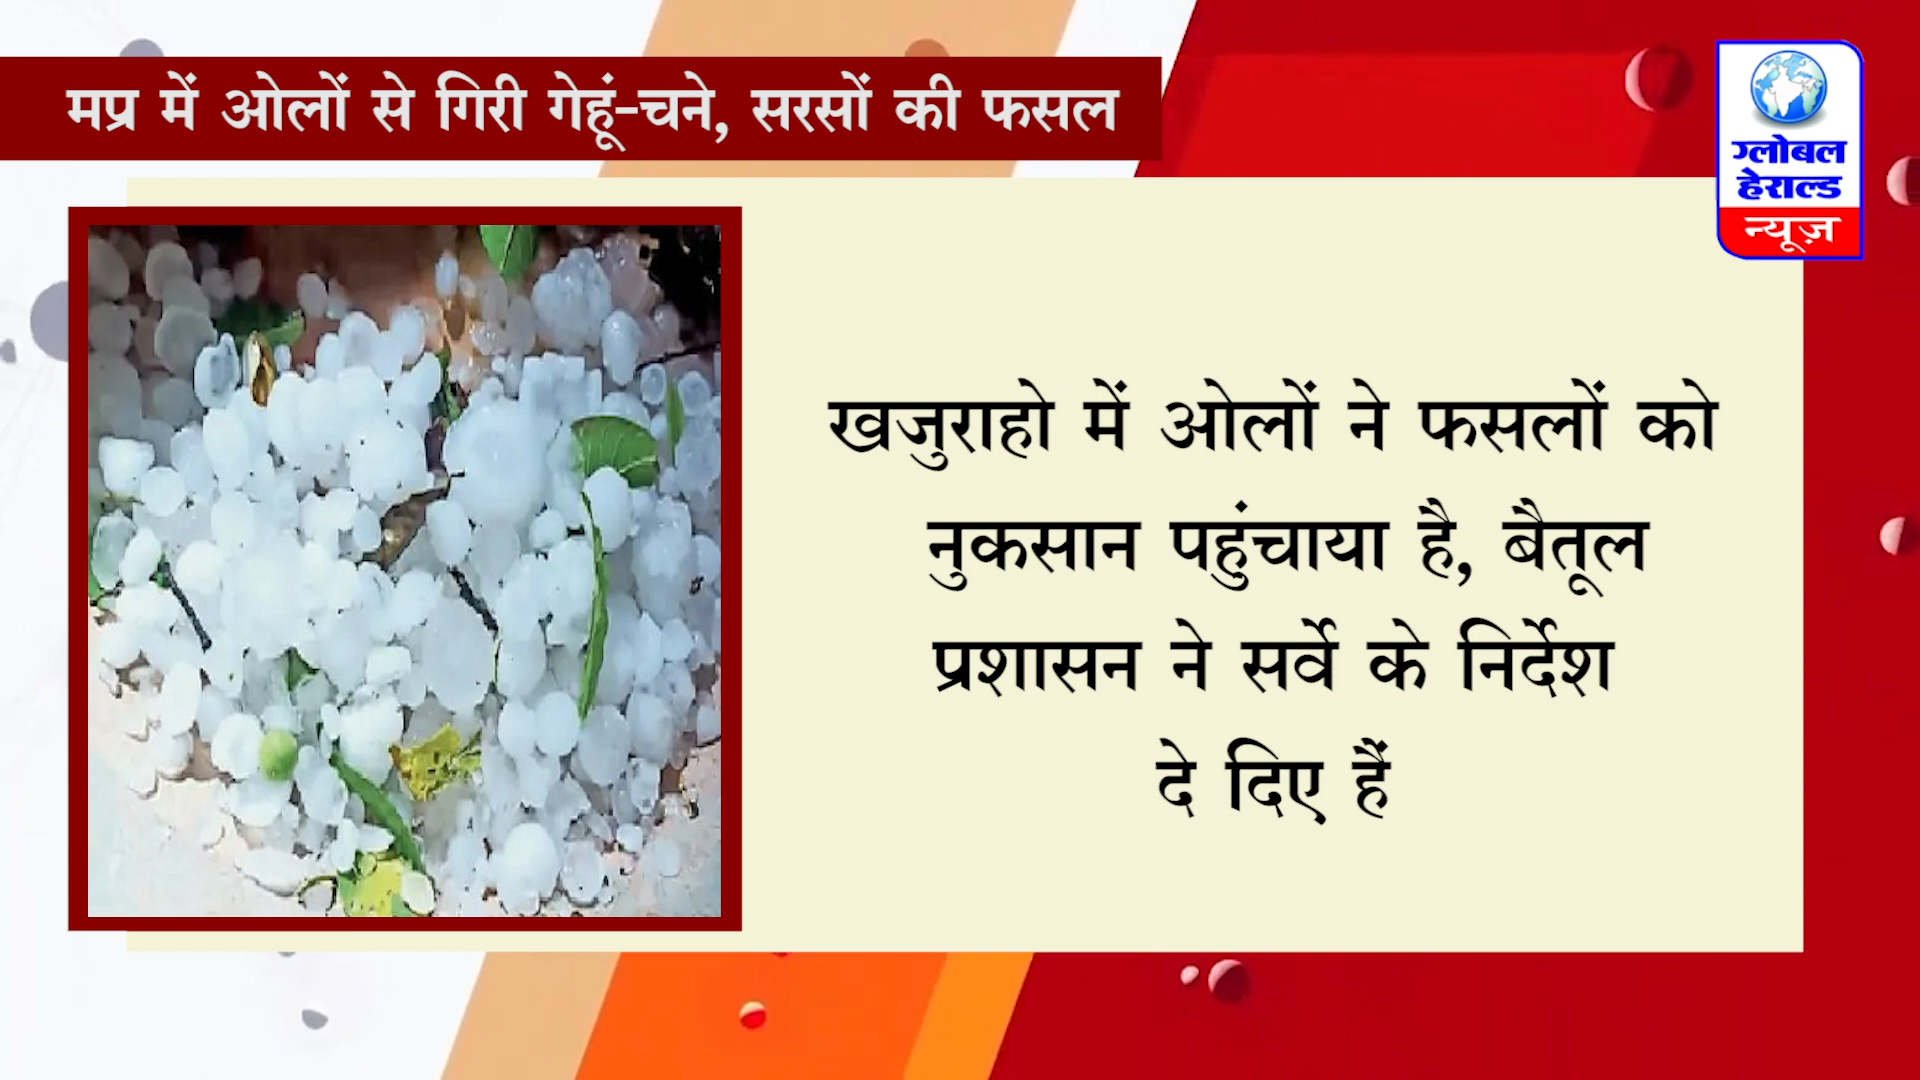 मप्र में ओलों से गिरी गेहूं-चने, सरसों की फसल
ग्लोबल
हेराल्ड
न्यूज़
खजुराहो में ओलों ने फसलों को
नुकसान पहुंचाया है, बैतूल
प्रशासन ने सर्वे के निर्देश
दे दिए हैं